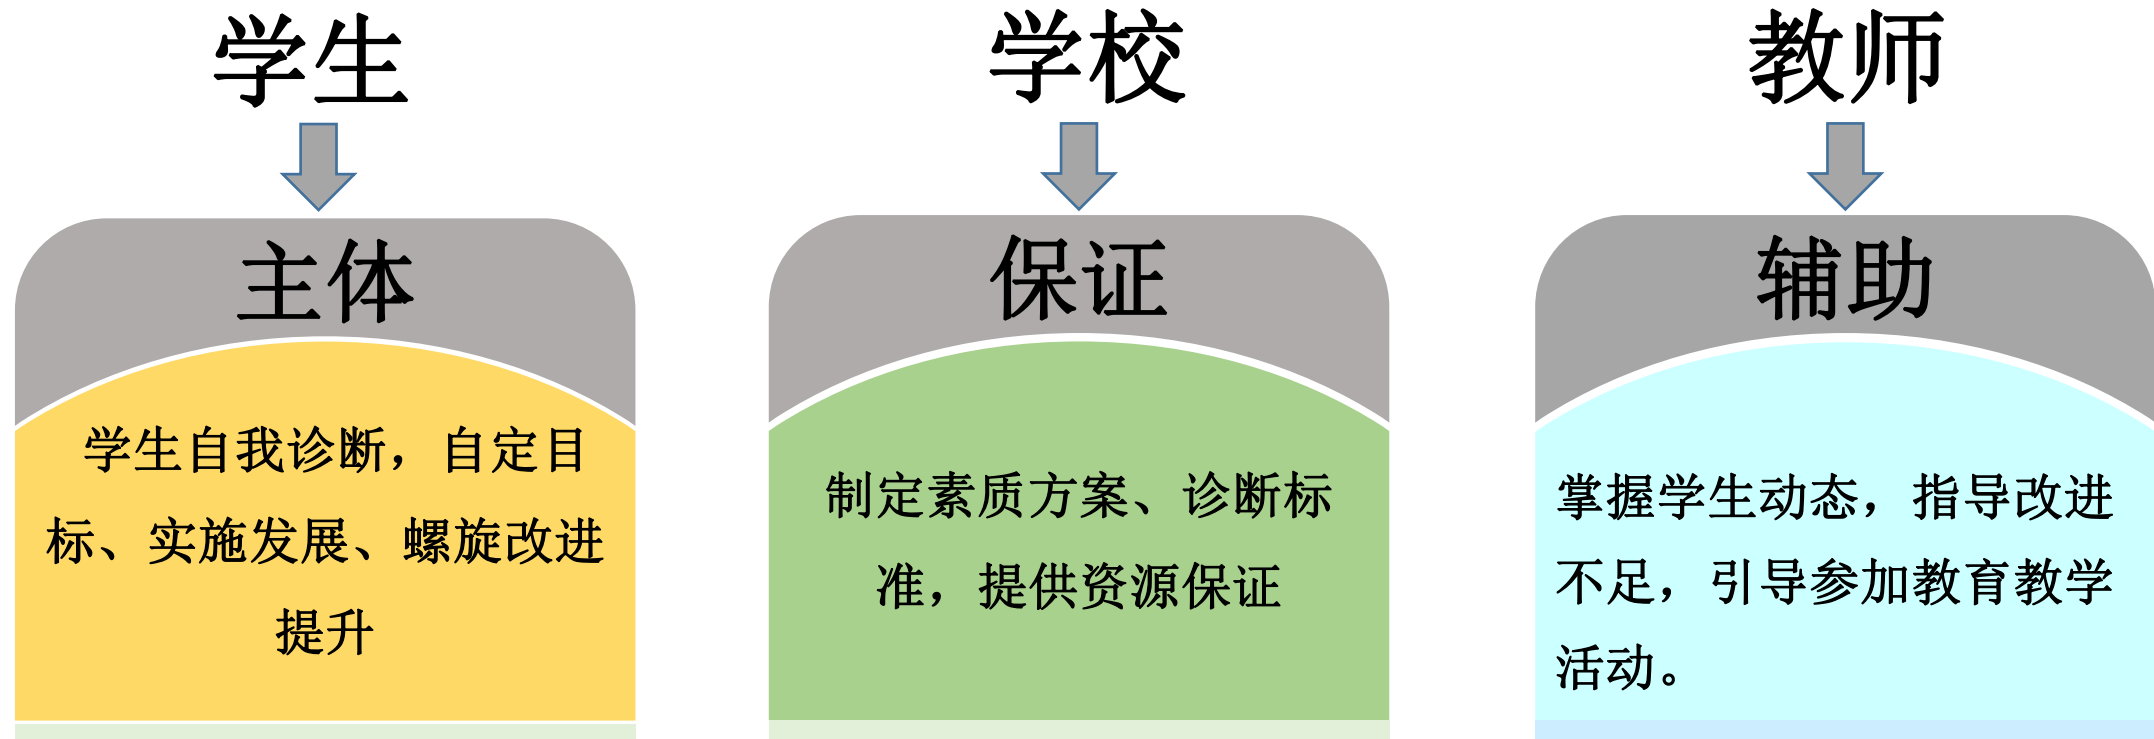 学生
主体
学生自我诊断，自定目
标、实施发展、螺旋改进
提升
学校
保证
制定素质方案、诊断标
准，提供资源保证
教师
辅助
掌握学生动态，指导改进
不足，引导参加教育教学
活动。